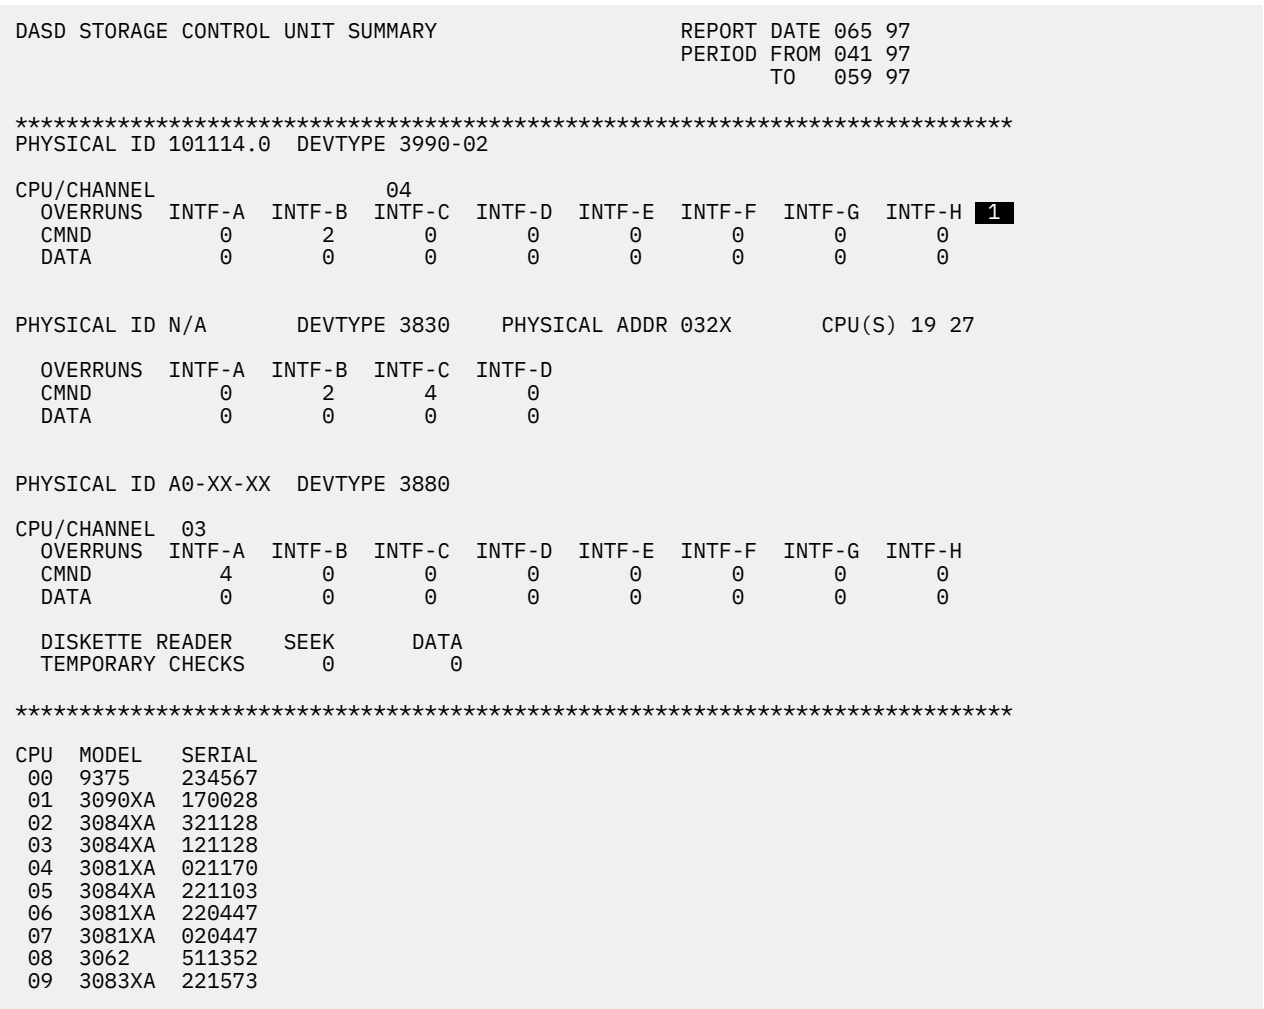 DASD STORAGE CONTROL UNIT SUMMARY                   REPORT DATE 065 97
                                                    PERIOD FROM 041 97
                                                           TO   059 97
******************************************************************************
PHYSICAL ID 101114.0  DEVTYPE 3990-02
CPU/CHANNEL                  04
  OVERRUNS  INTF-A  INTF-B  INTF-C  INTF-D  INTF-E  INTF-F  INTF-G  INTF-H 1
  CMND          0       2       0       0       0       0       0       0
  DATA          0       0       0       0       0       0       0       0
PHYSICAL ID N/A       DEVTYPE 3830    PHYSICAL ADDR 032X       CPU(S) 19 27
  OVERRUNS  INTF-A  INTF-B  INTF-C  INTF-D
  CMND          0       2       4       0
  DATA          0       0       0       0
PHYSICAL ID A0-XX-XX  DEVTYPE 3880
CPU/CHANNEL  03
  OVERRUNS  INTF-A  INTF-B  INTF-C  INTF-D  INTF-E  INTF-F  INTF-G  INTF-H
  CMND          4       0       0       0       0       0       0       0
  DATA          0       0       0       0       0       0       0       0
  DISKETTE READER    SEEK      DATA
  TEMPORARY CHECKS      0         0
******************************************************************************
CPU  MODEL   SERIAL
 00  9375    234567
 01  3090XA  170028
 02  3084XA  321128
 03  3084XA  121128
 04  3081XA  021170
 05  3084XA  221103
 06  3081XA  220447
 07  3081XA  020447
 08  3062    511352
 09  3083XA  221573